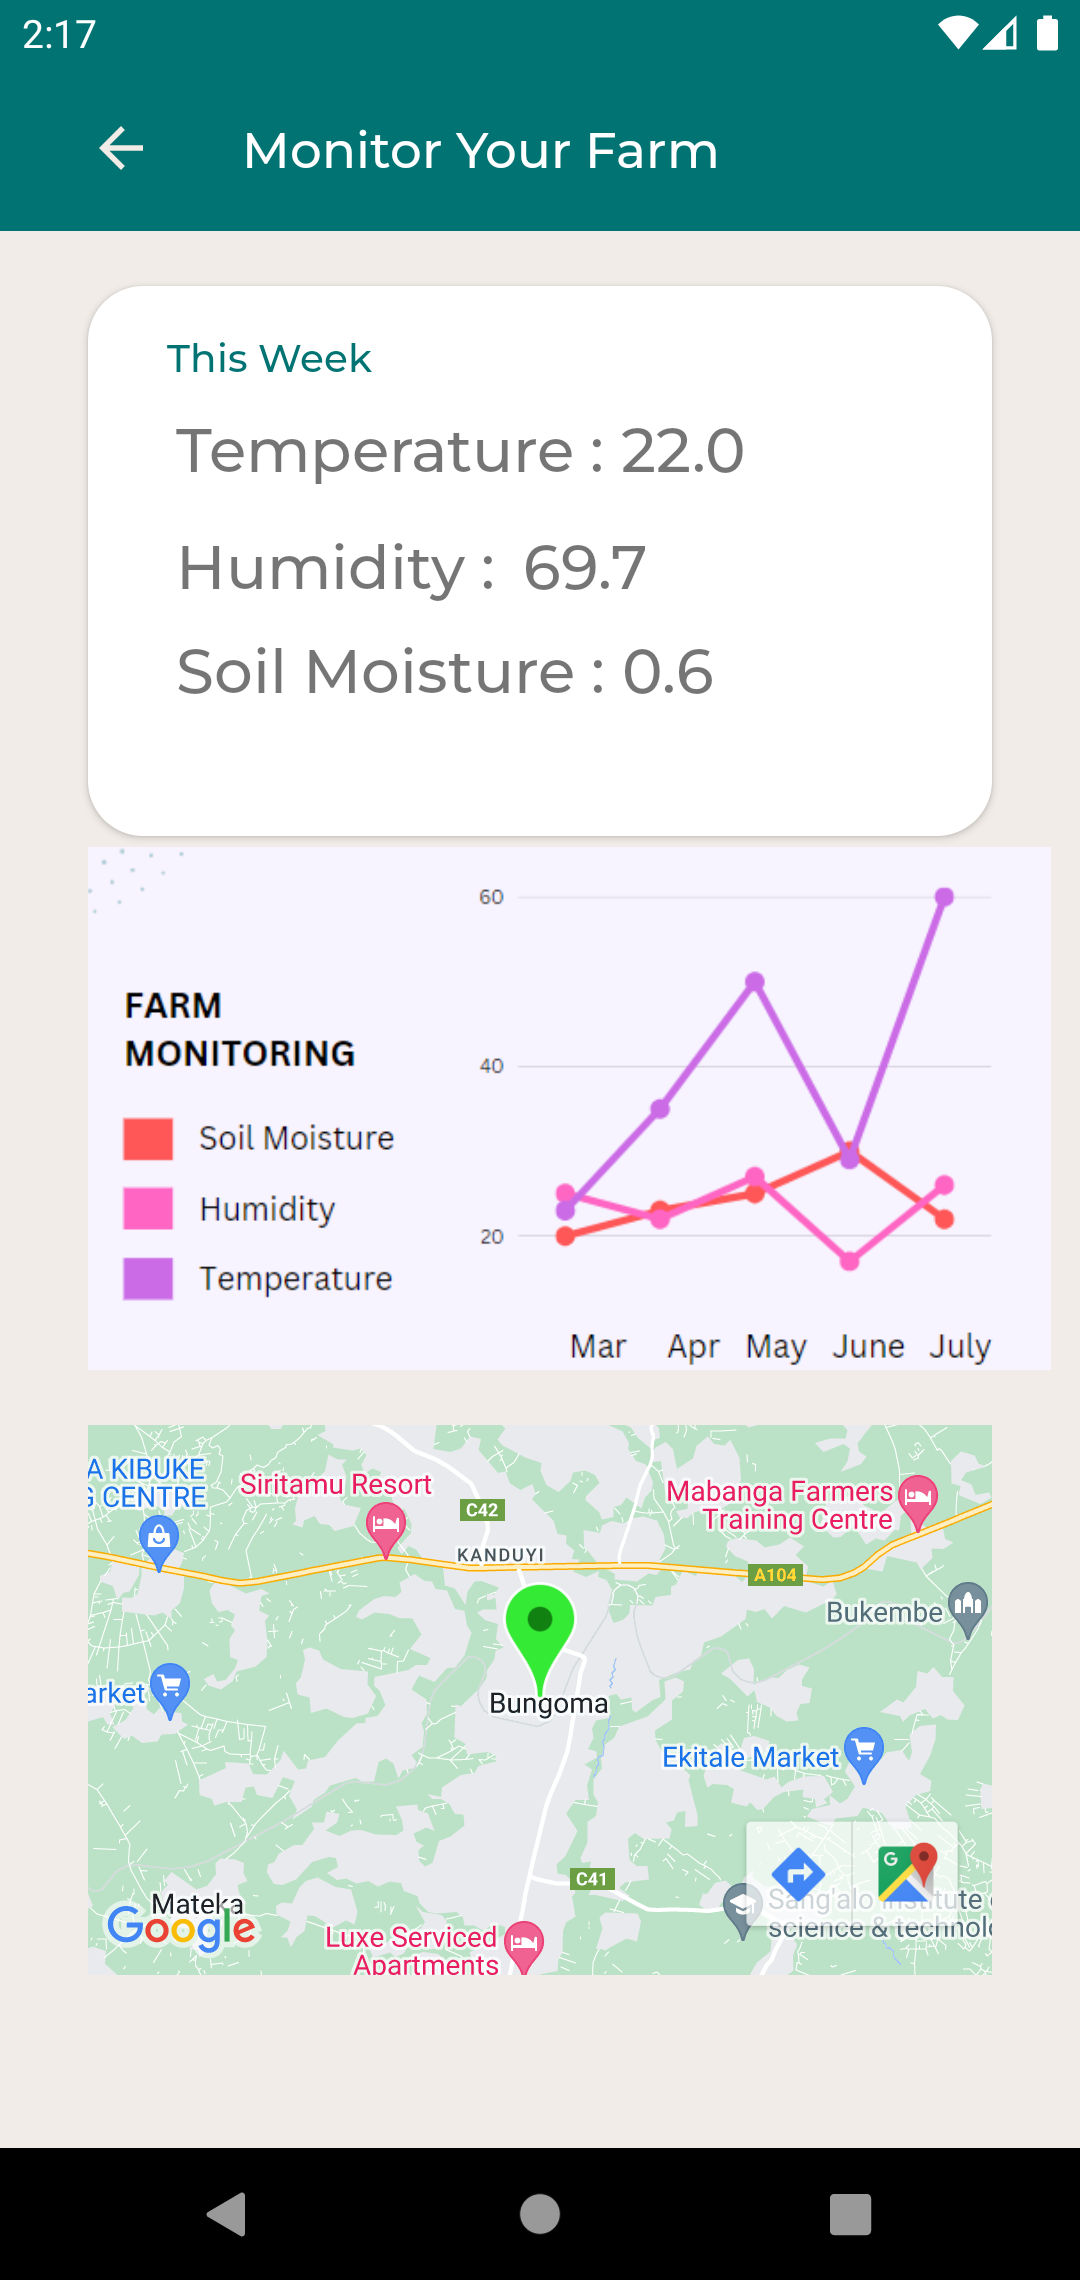 2:17
Monitor Your Farm
This Week
Temperature : 22.0
Humidity : 69.7
Soil Moisture : 0.6
60
40
20
FARM
MONITORING
Soil Moisture
Humidity
Temperature
Mar Apr May June July
A KIBUKE
G CENTRE
Siritamu Resort
C42
Mabanga Farmers
Training Centre
KANDUYI
A104
Bukembe
arket
Bungoma
Ekitale Market
C41
Mateka
Google
Luxe Serviced
Apartments
G
Sang'alo Institute
science & technolo